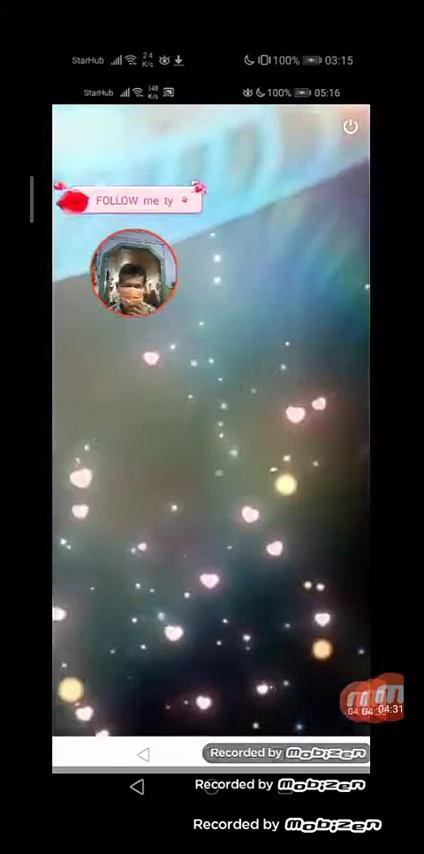 StarHub 2.4 K/s 100% 03:15
StarHub 148 K/s 100% 05:16
FOLLOW me ty
04:31
Recorded by mobizen
Recorded by mobizen
Recorded by mobizen